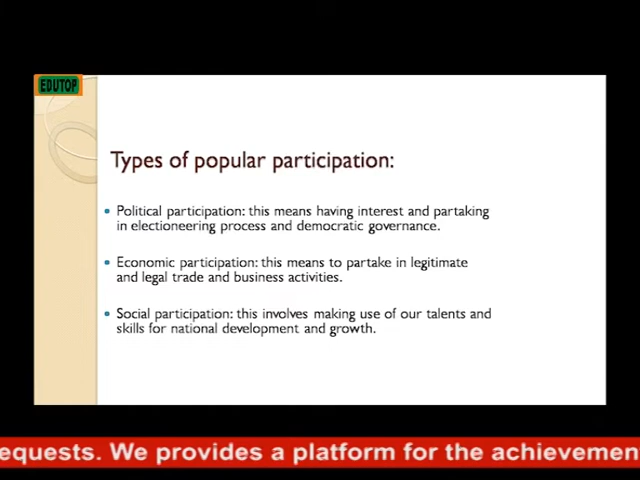 EDUTOP
Types of popular participation:
Political participation: this means having interest and partaking
in electioneering process and democratic governance.
Economic participation: this means to partake in legitimate
and legal trade and business activities.
Social participation: this involves making use of our talents and
skills for national development and growth.
equests. We provides a platform for the achievemen